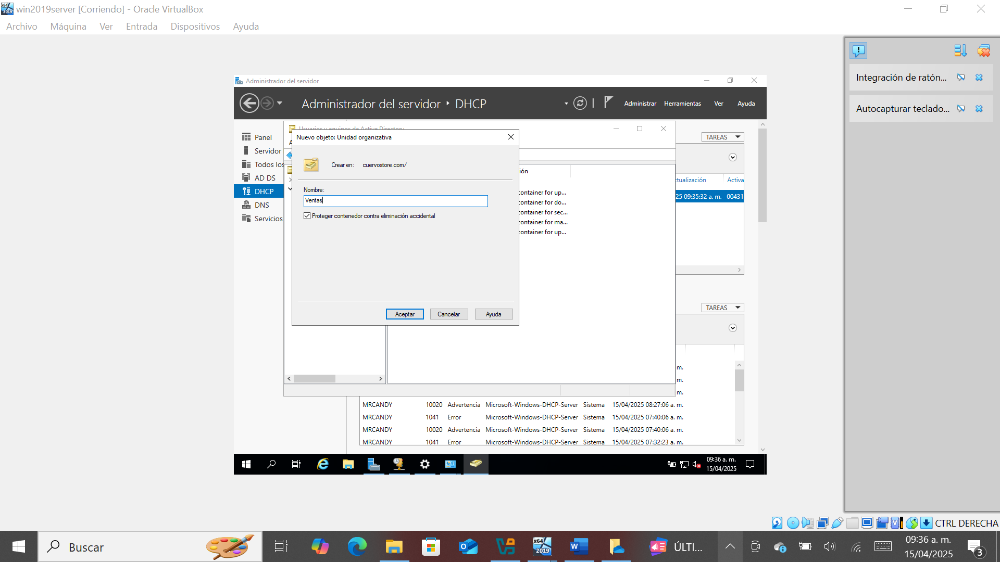 win2019server [Corriendo] - Oracle VirtualBox
Archivo Máquina Ver Entrada Dispositivos Ayuda
Integración de ratón...
Autocapturar teclado...
Administrador del servidor
Administrador del servidor DHCP
Administrar Herramientas Ver Ayuda
Panel
Servidor
Todos los
AD DS
DHCP
DNS
Servicios
Usuarios y equipos de Active Directory
A
Nuevo objeto: Unidad organizativa
Crear en: cuervostore.com/
Nombre:
Ventas
Proteger contenedor contra eliminación accidental
Aceptar Cancelar Ayuda
ión
container for up...
container for do...
container for sec...
container for ma...
container for up...
TAREAS
ctualización Activa
25 09:35:32 a. m. 00431
TAREAS
m.
m.
m.
MRCANDY 10020 Advertencia Microsoft-Windows-DHCP-Server Sistema 15/04/2025 08:27:06 a. m.
MRCANDY 1041 Error Microsoft-Windows-DHCP-Server Sistema 15/04/2025 07:40:06 a. m.
MRCANDY 10020 Advertencia Microsoft-Windows-DHCP-Server Sistema 15/04/2025 07:40:06 a. m.
MRCANDY 1041 Error Microsoft-Windows-DHCP-Server Sistema 15/04/2025 07:32:23 a. m.
09:36 a. m.
15/04/2025
CTRL DERECHA
Buscar
x64
2019
ÚLTI...
09:36 a. m.
15/04/2025
3